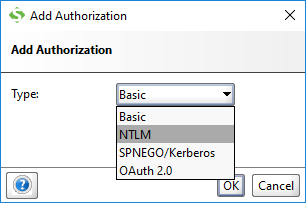 Add Authorization
Add Authorization
Type:
Basic
Basic
NTLM
SPNEGO/Kerberos
OAuth 2.0
?
OK
Cancel